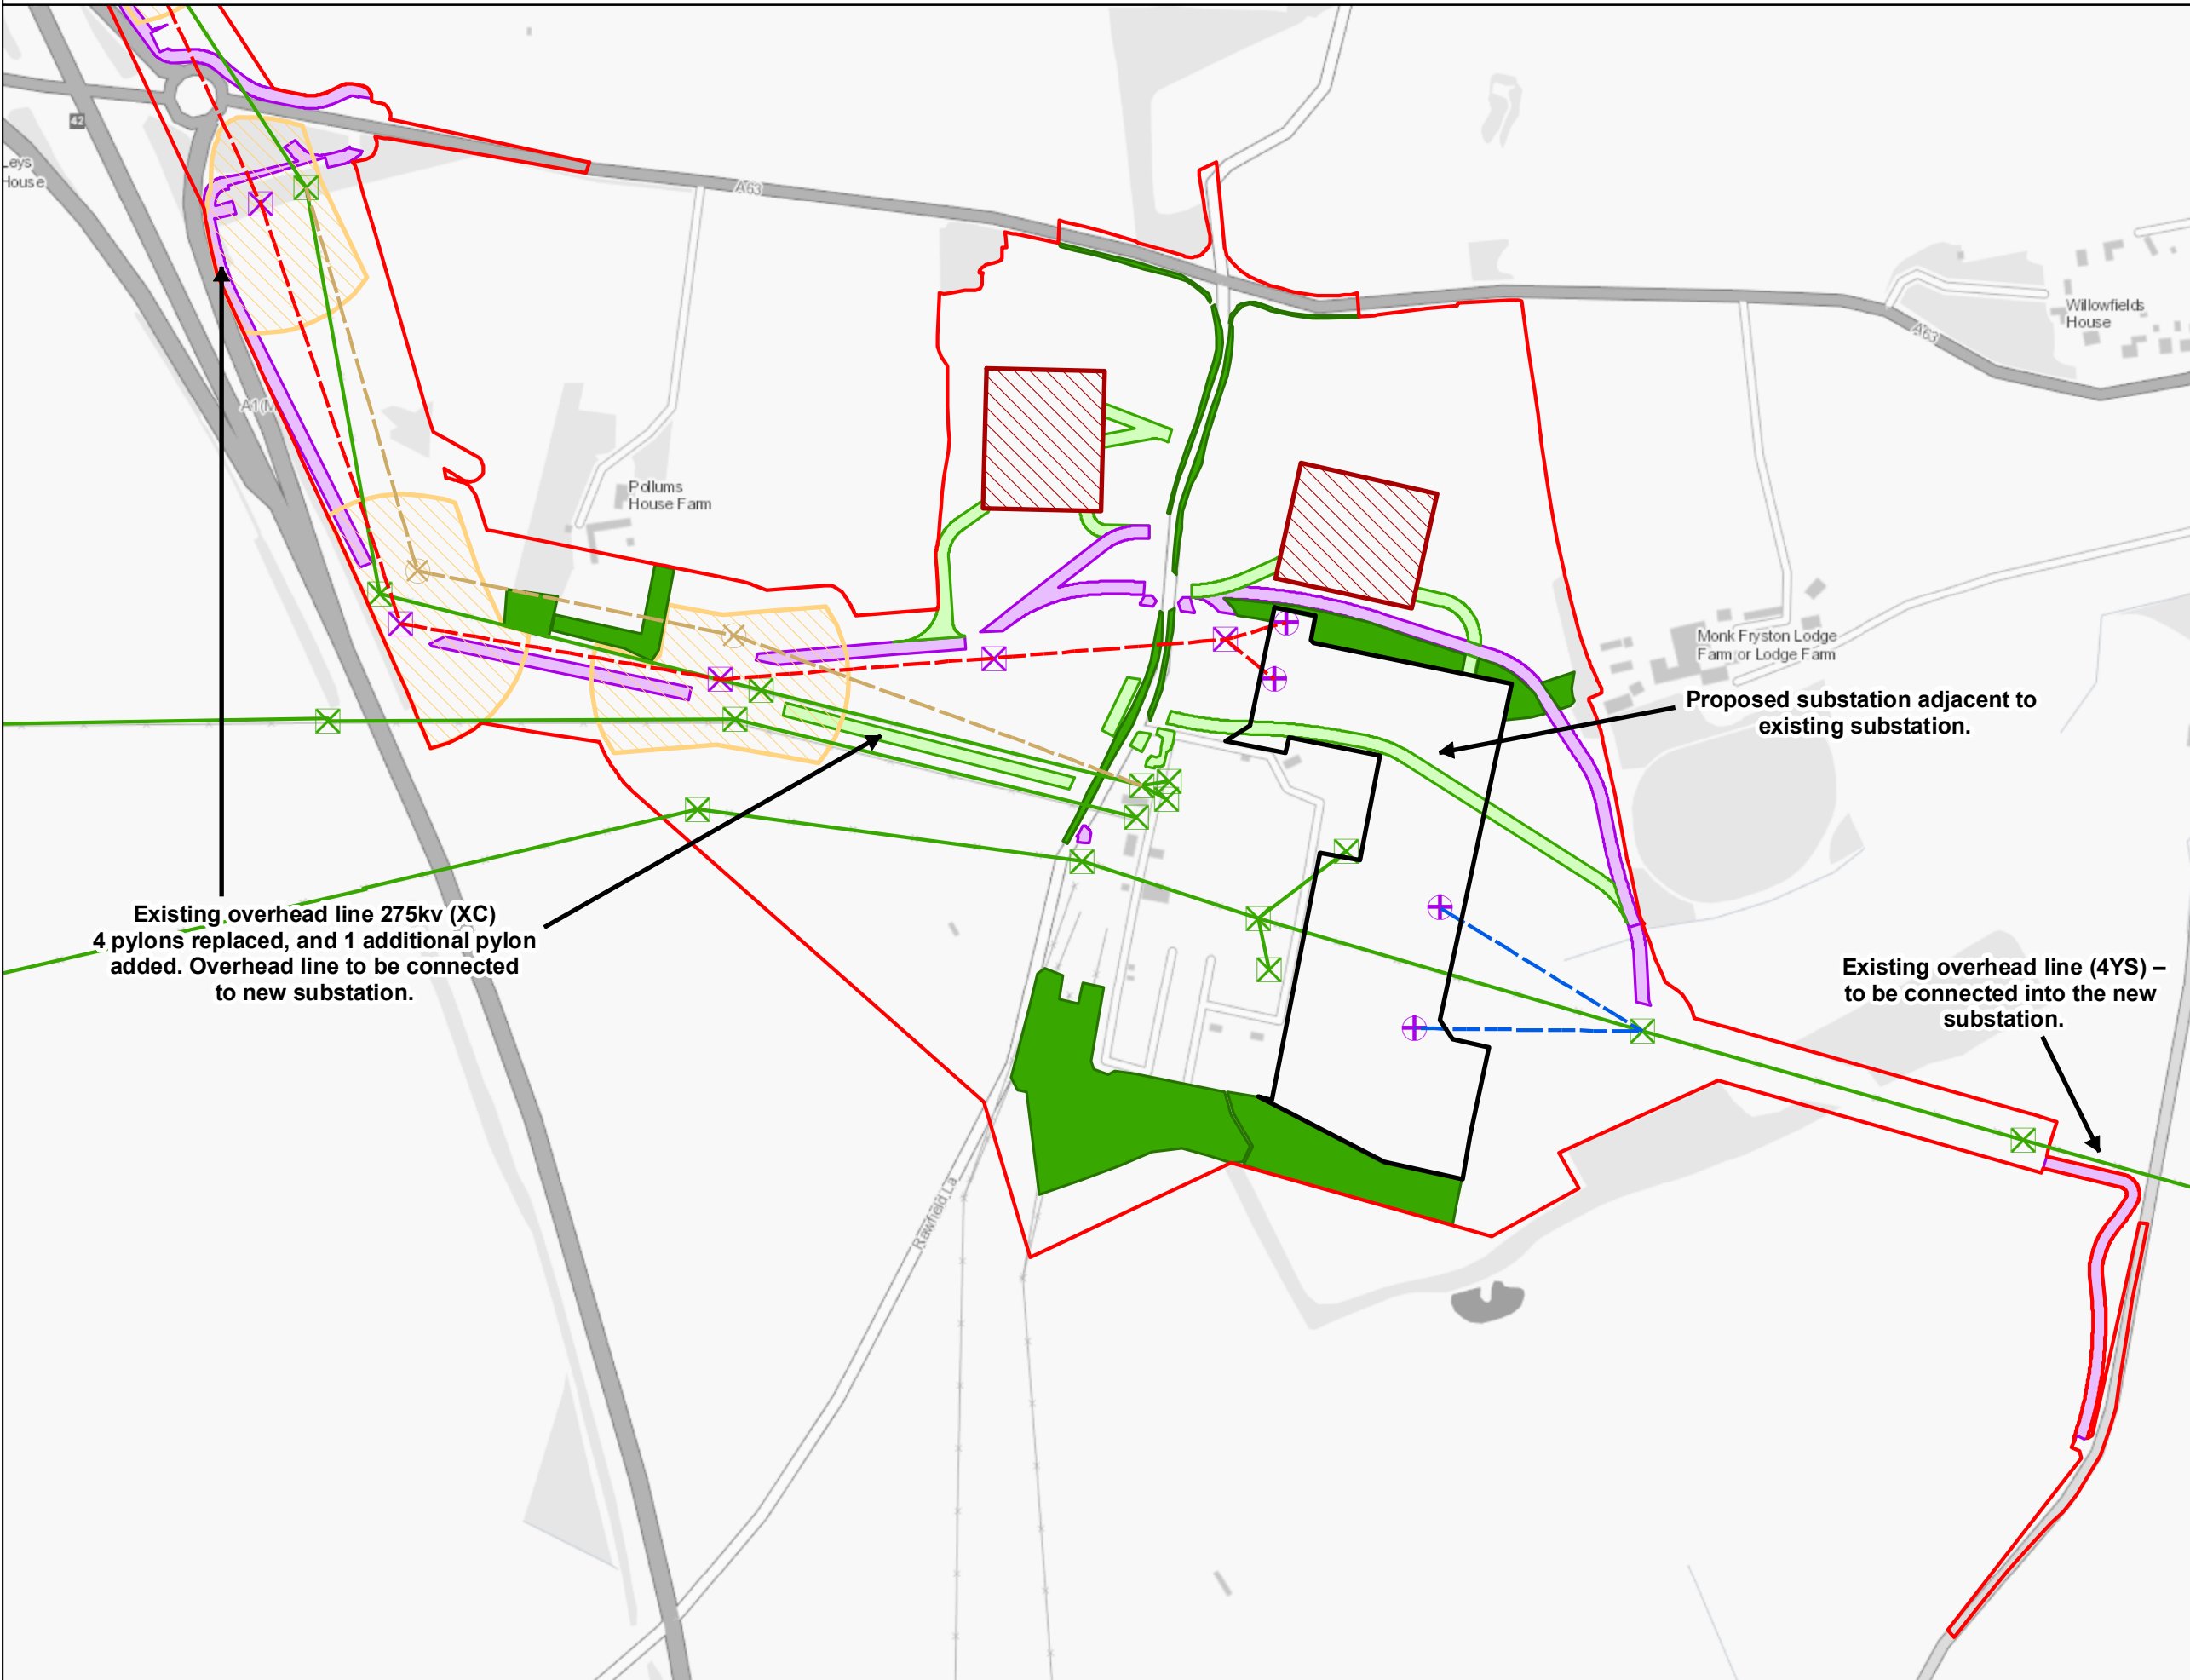 42
Leys
House
A63
Willowfields
House
A63
A1(M
Pollums
House Farm
Monk Fryston Lodge
Farm or Lodge Farm
Proposed substation adjacent to
existing substation.
Existing overhead line 275kv (XC)
4 pylons replaced, and 1 additional pylon
added. Overhead line to be connected
to new substation.
Existing overhead line (4YS) –
to be connected into the new
substation.
Rawfield La